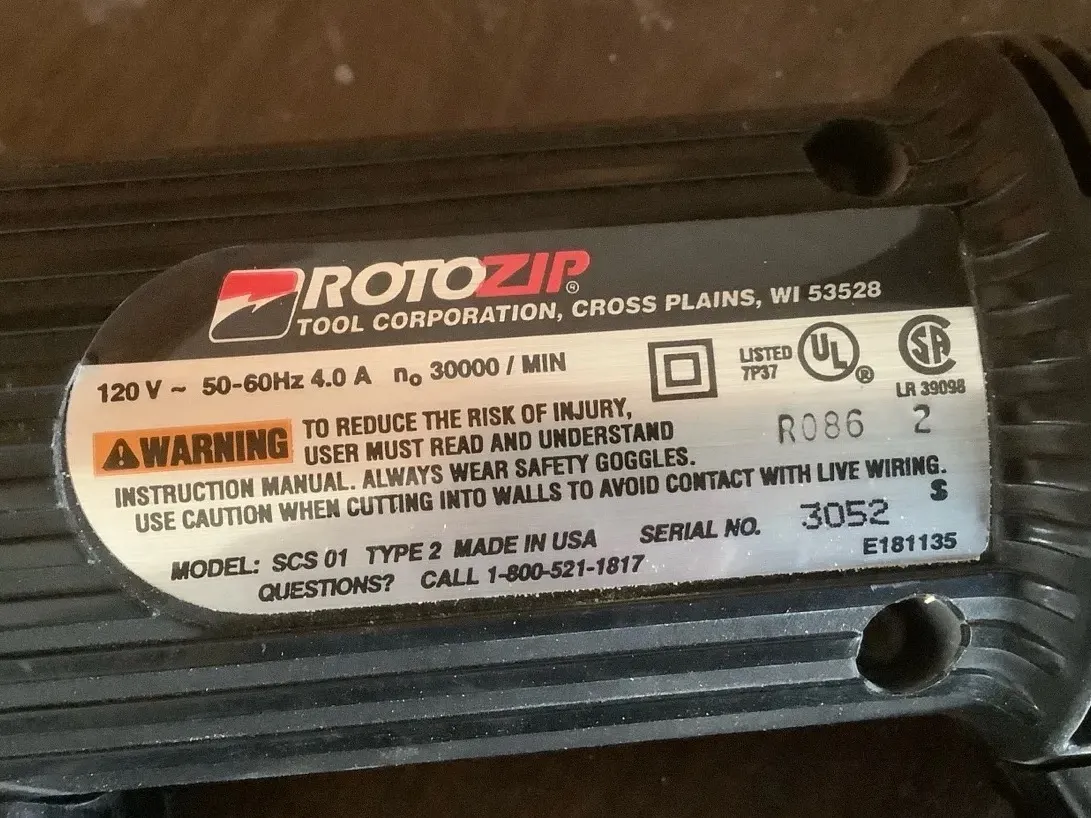 ROTOZIP®
TOOL CORPORATION, CROSS PLAINS, WI 53528
120 V ~ 50-60Hz 4.0 A n₀ 30000 / MIN
LISTED
7P37
UL®
CSA
LR 39098
R086 2
WARNING TO REDUCE THE RISK OF INJURY,
USER MUST READ AND UNDERSTAND
INSTRUCTION MANUAL. ALWAYS WEAR SAFETY GOGGLES.
USE CAUTION WHEN CUTTING INTO WALLS TO AVOID CONTACT WITH LIVE WIRING.
S
MODEL: SCS 01 TYPE 2 MADE IN USA SERIAL NO. 3052
E181135
QUESTIONS? CALL 1-800-521-1817